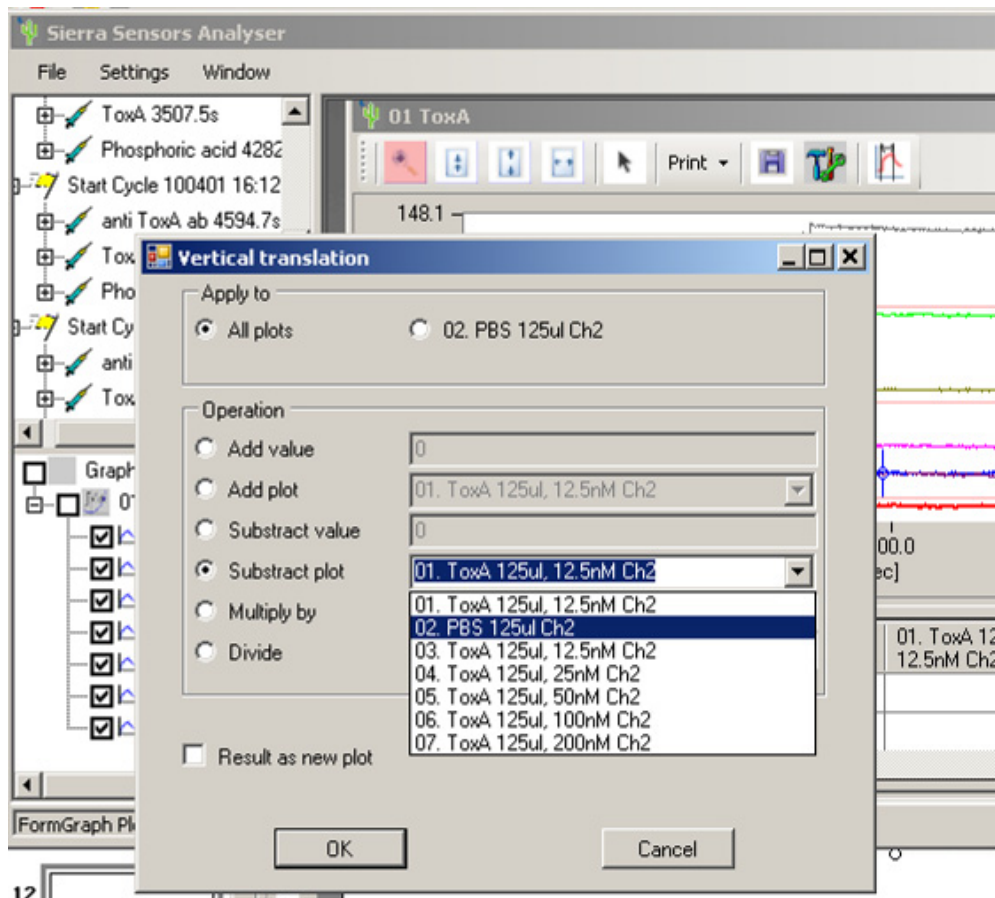 Sierra Sensors Analyser
File Settings Window
ToxA 3507.5s
Phosphoric acid 4282
Start Cycle 100401 16:12
anti ToxA ab 4594.7s
Tox
Pho
Start Cy
anti
Tox
01 ToxA
Print
148.1
Vertical translation
Apply to
All plots 02. PBS 125ul Ch2
Operation
Add value 0
Add plot 01. ToxA 125ul, 12.5nM Ch2
Substract value 0
Substract plot 01. ToxA 125ul, 12.5nM Ch2
01. ToxA 125ul, 12.5nM Ch2
02. PBS 125ul Ch2
03. ToxA 125ul, 12.5nM Ch2
04. ToxA 125ul, 25nM Ch2
05. ToxA 125ul, 50nM Ch2
06. ToxA 125ul, 100nM Ch2
07. ToxA 125ul, 200nM Ch2
Multiply by
Divide
Result as new plot
OK Cancel
Graph
00.0
ec]
01. ToxA 12
12.5nM Ch2
FormGraph Pl
12